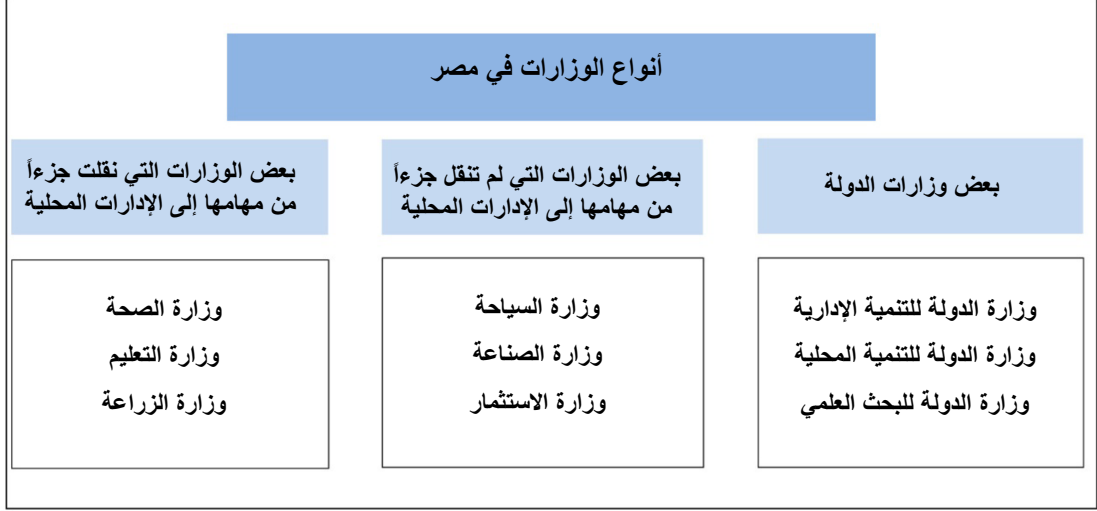 أنواع الوزارات في مصر
بعض وزارات الدولة
وزارة الدولة للتنمية الإدارية
وزارة الدولة للتنمية المحلية
وزارة الدولة للبحث العلمي
بعض الوزارات التي لم تنقل جزءاً
من مهامها إلى الإدارات المحلية
وزارة السياحة
وزارة الصناعة
وزارة الاستثمار
بعض الوزارات التي نقلت جزءاً
من مهامها إلى الإدارات المحلية
وزارة الصحة
وزارة التعليم
وزارة الزراعة